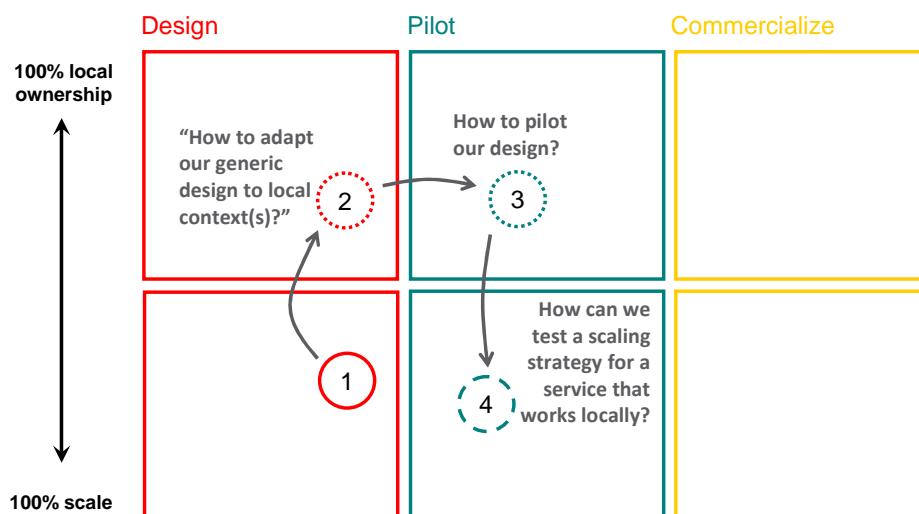 Design
Pilot
Commercialize
100% local
ownership
“How to adapt
our generic
design to local
context(s)?”
2
How to pilot
our design?
3
1
How can we
test a scaling
strategy for a
service that
works locally?
4
100% scale